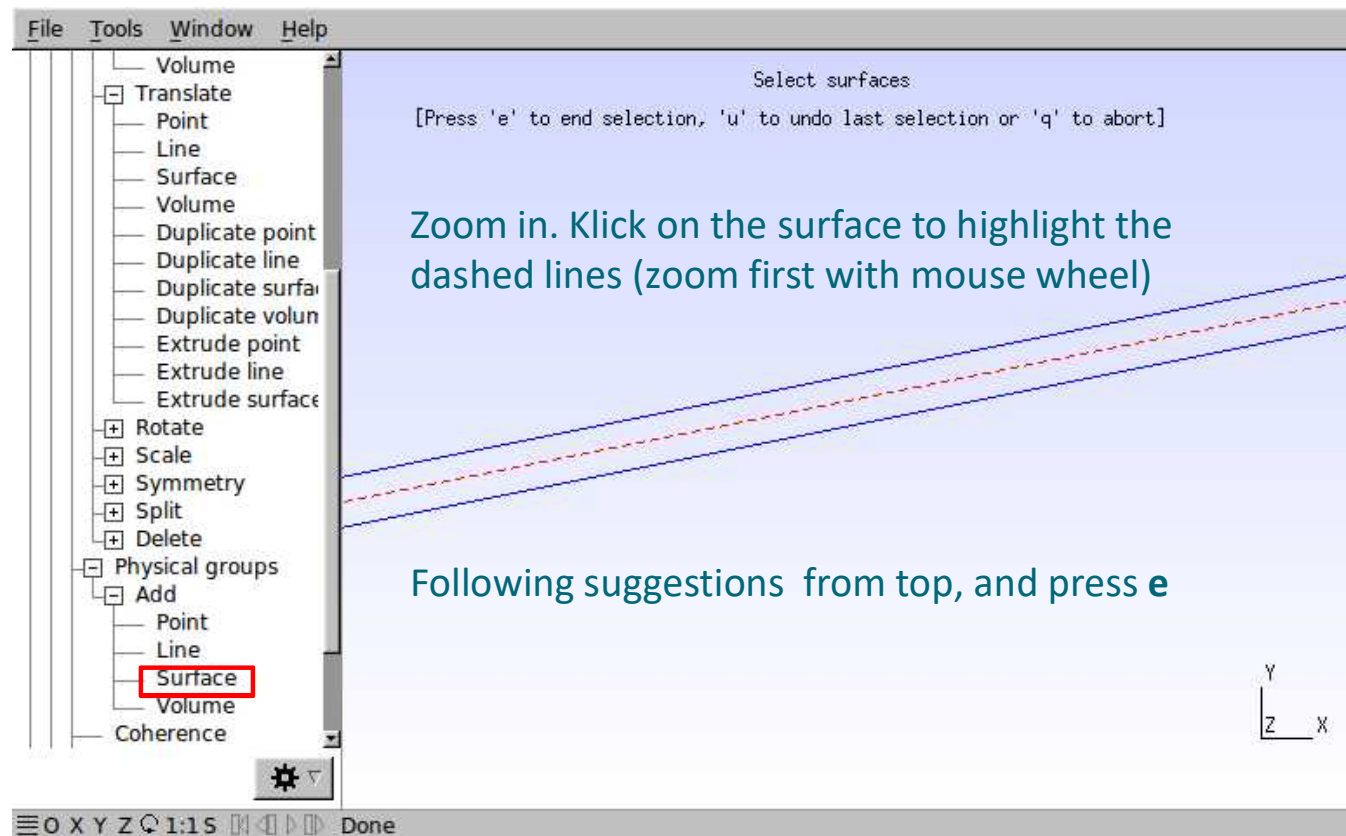 File Tools Window Help
Volume
Translate
Point
Line
Surface
Volume
Duplicate point
Duplicate line
Duplicate surfa
Duplicate volum
Extrude point
Extrude line
Extrude surface
Rotate
Scale
Symmetry
Split
Delete
Physical groups
Add
Point
Line
Surface
Volume
Coherence
Select surfaces
[Press 'e' to end selection, 'u' to undo last selection or 'q' to abort]
Zoom in. Klick on the surface to highlight the
dashed lines (zoom first with mouse wheel)
Following suggestions from top, and press e
Y
Z X
O X Y Z 1:1 S Done